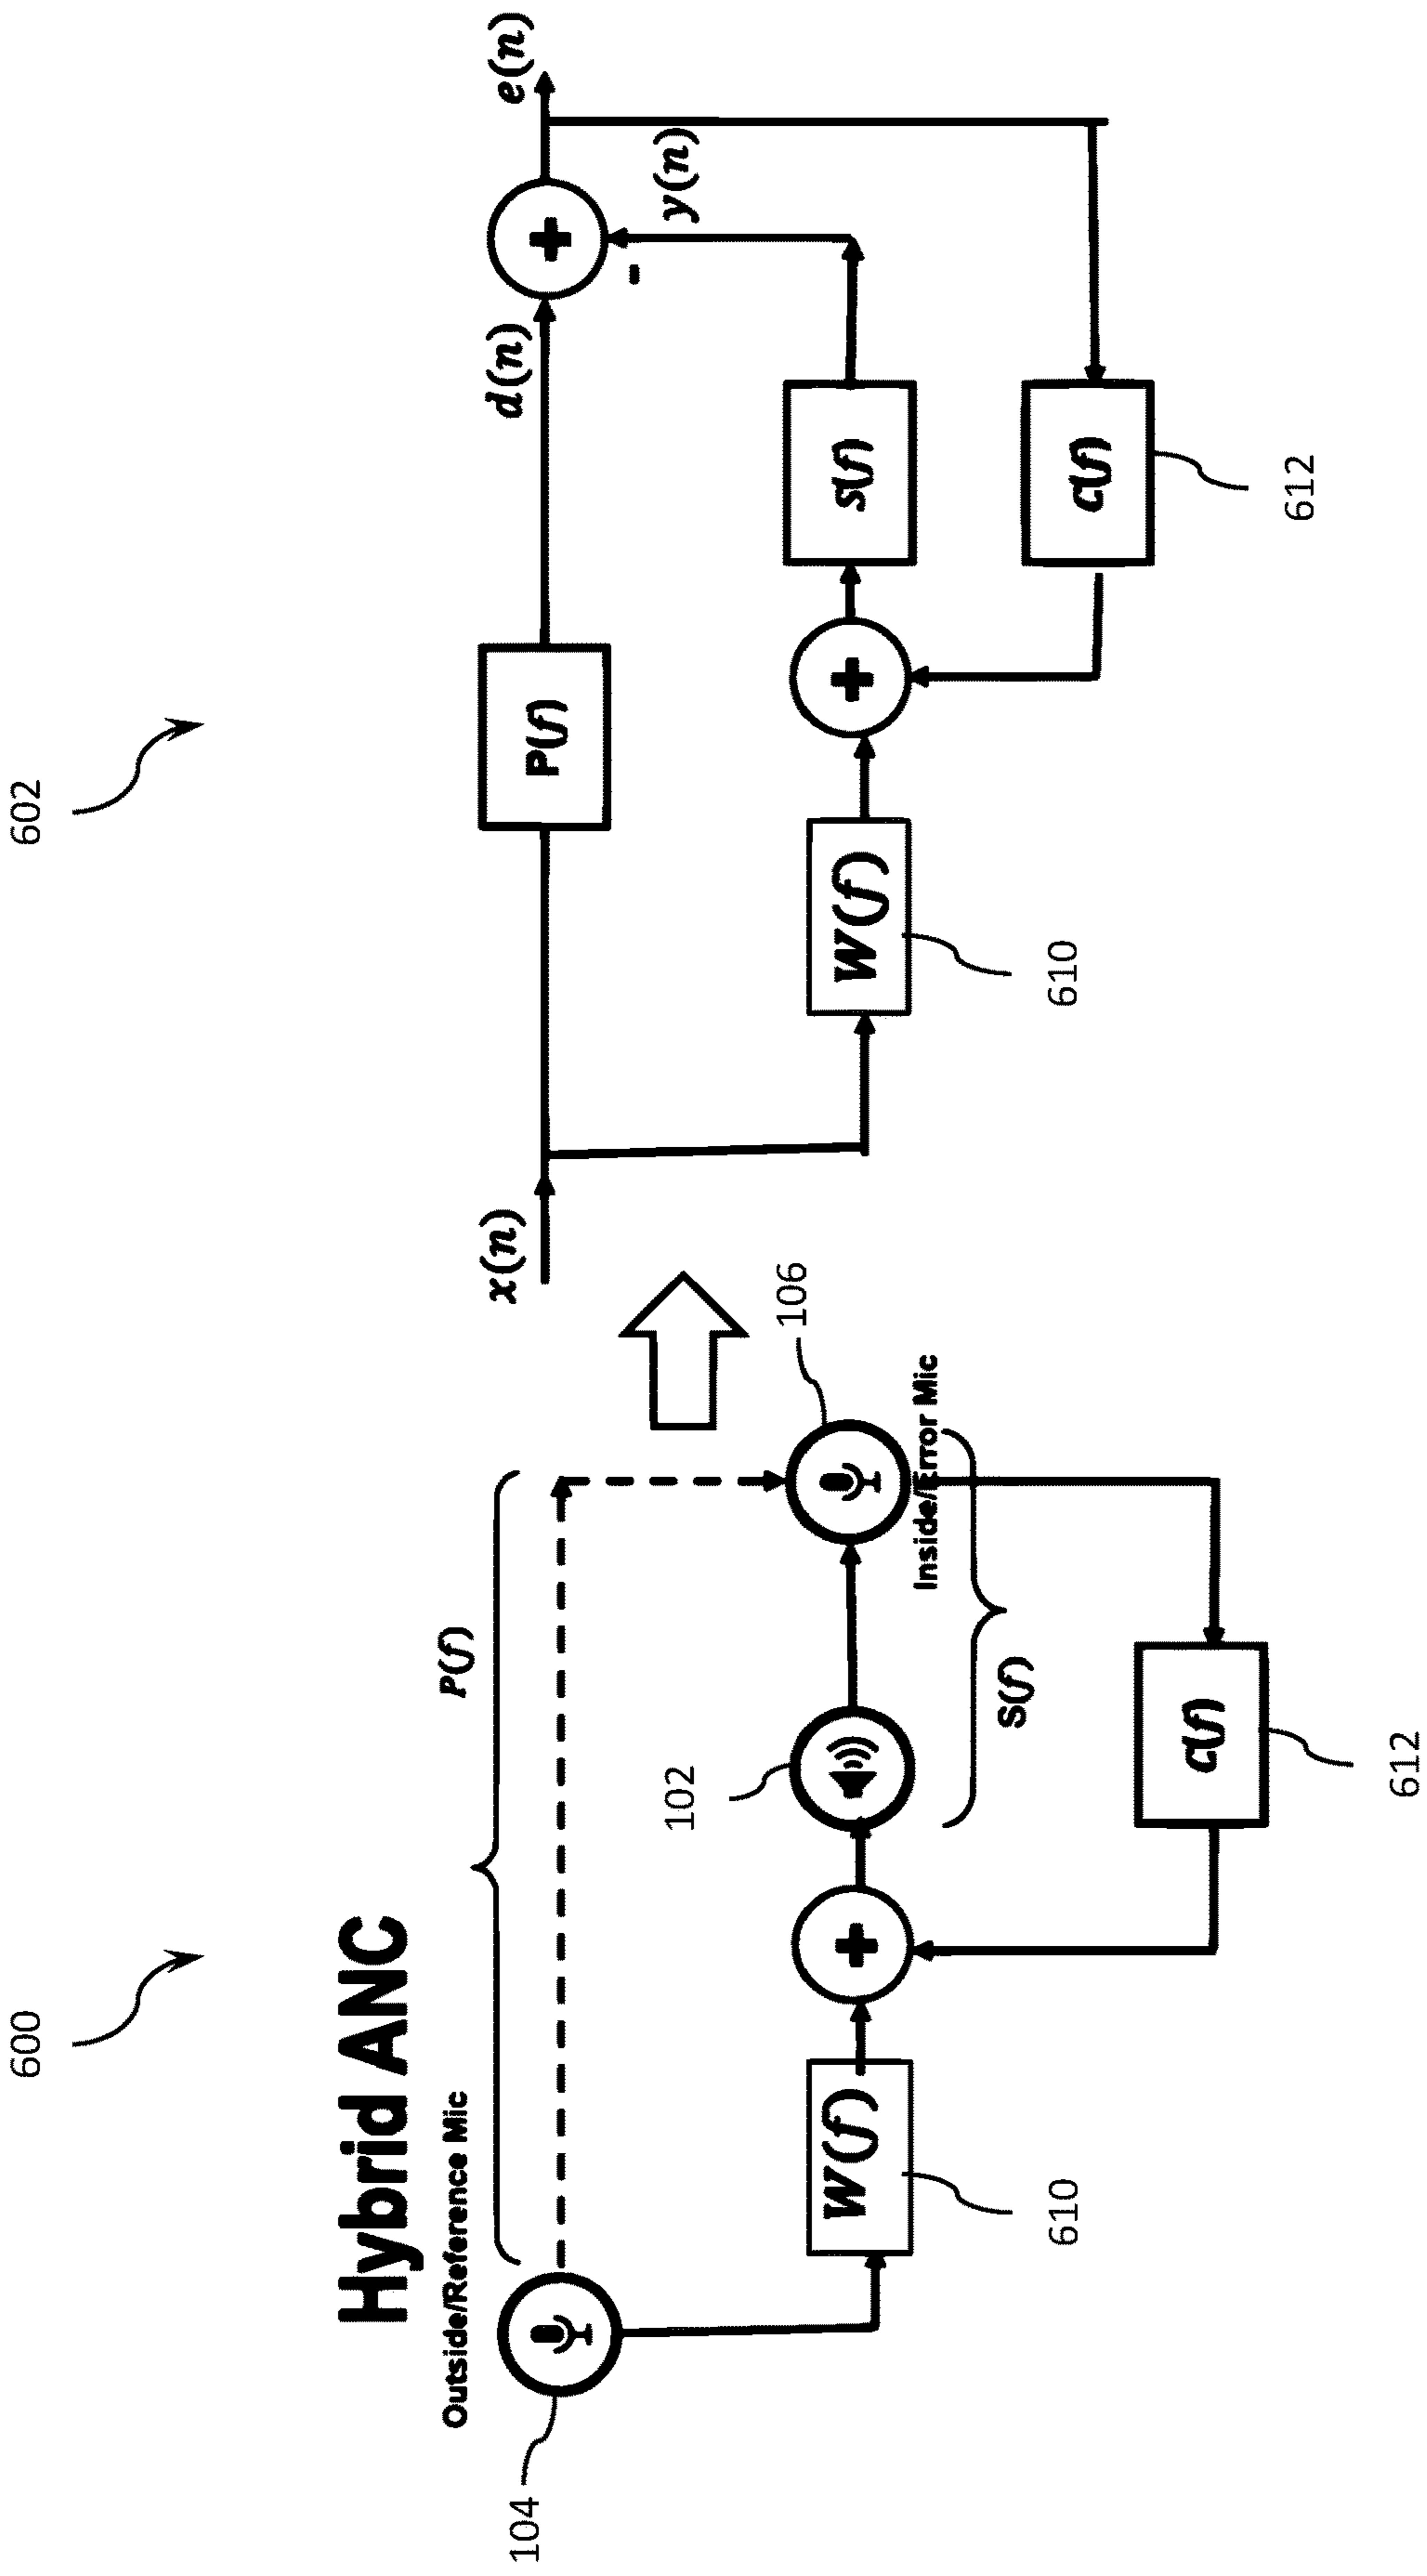 600
602
Hybrid ANC
Outside/Reference Mic
P(f)
104
102
106
Inside/Error Mic
S(f)
W(f)
610
+
C(f)
612
x(n)
P(f)
d(n)
+
e(n)
-
y(n)
W(f)
610
+
S(f)
C(f)
612